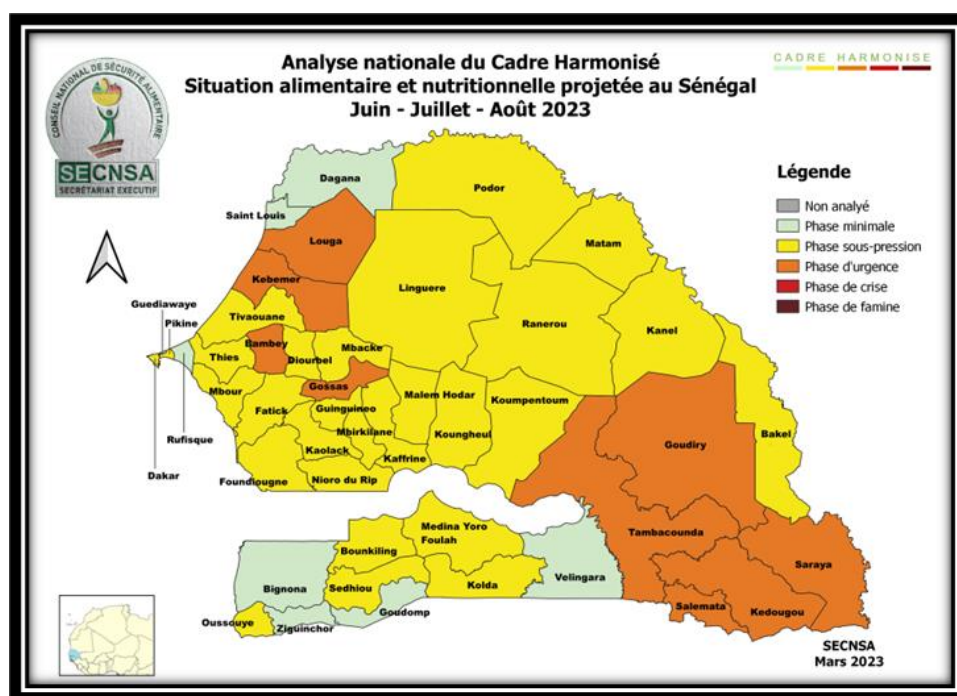 Analyse nationale du Cadre Harmonisé
Situation alimentaire et nutritionnelle projetée au Sénégal
Juin - Juillet - Août 2023
CADRE HARMONISE
CONSEIL NATIONAL DE SÉCURITÉ ALIMENTAIRE
SECNSA
SECRÉTARIAT EXECUTIF
Légende
Non analyé
Phase minimale
Phase sous-pression
Phase d'urgence
Phase de crise
Phase de famine
Dagana
Podor
Saint Louis
Louga
Matam
Kebemer
Linguere
Guediawaye
Pikine
Tivaouane
Ranerou
Kanel
Bambey
Thies
Diourbel
Mbacke
Mbour
Gossas
Malem Hodar
Koumpentoum
Fatick
Guinguineo
Mbirkilane
Koungheul
Goudiry
Bakel
Rufisque
Kaolack
Kaffrine
Dakar
Foundiougne
Nioro du Rip
Medina Yoro
Foulah
Tambacounda
Bounkiling
Saraya
Bignona
Sedhiou
Kolda
Velingara
Goudomp
Salemata
Kedougou
Oussouye
Ziguinchor
SECNSA
Mars 2023